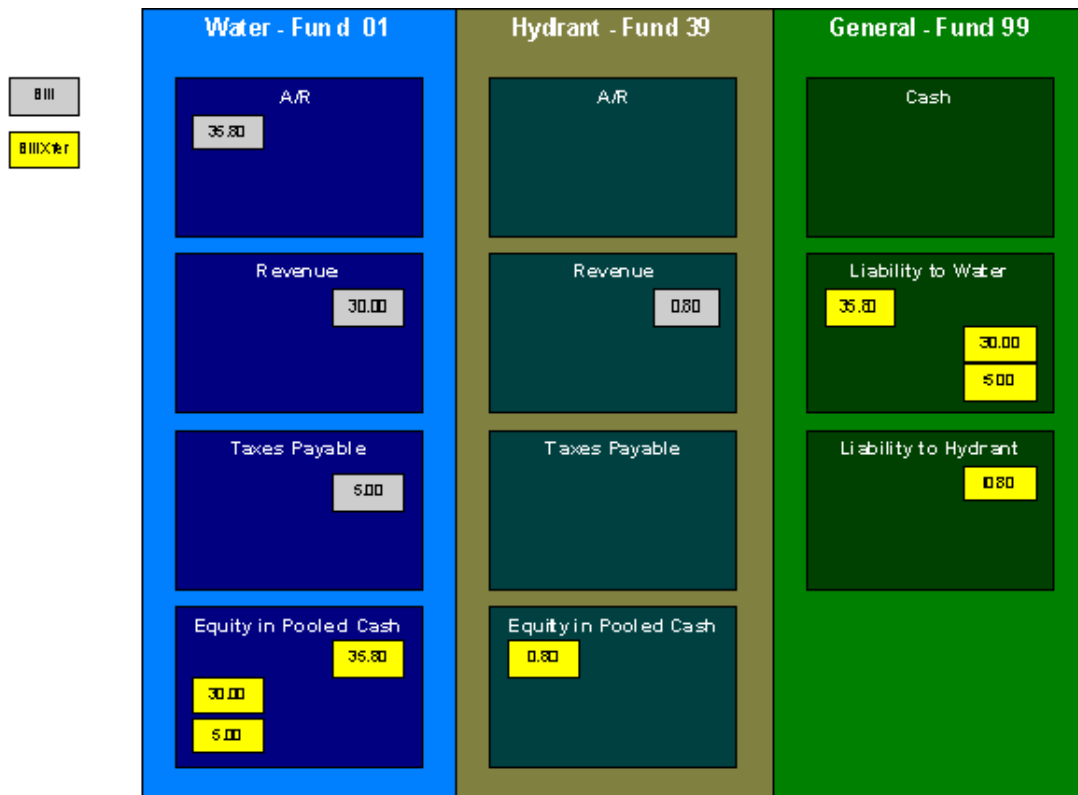 Water - Fund 01
Hydrant - Fund 39
General - Fund 99
Bill
BillXfer
A/R
35.80
A/R
Cash
Revenue
30.00
Revenue
0.80
Liability to Water
35.80
30.00
5.00
Taxes Payable
5.00
Taxes Payable
Liability to Hydrant
0.80
Equity in Pooled Cash
35.80
30.00
5.00
Equity in Pooled Cash
0.80